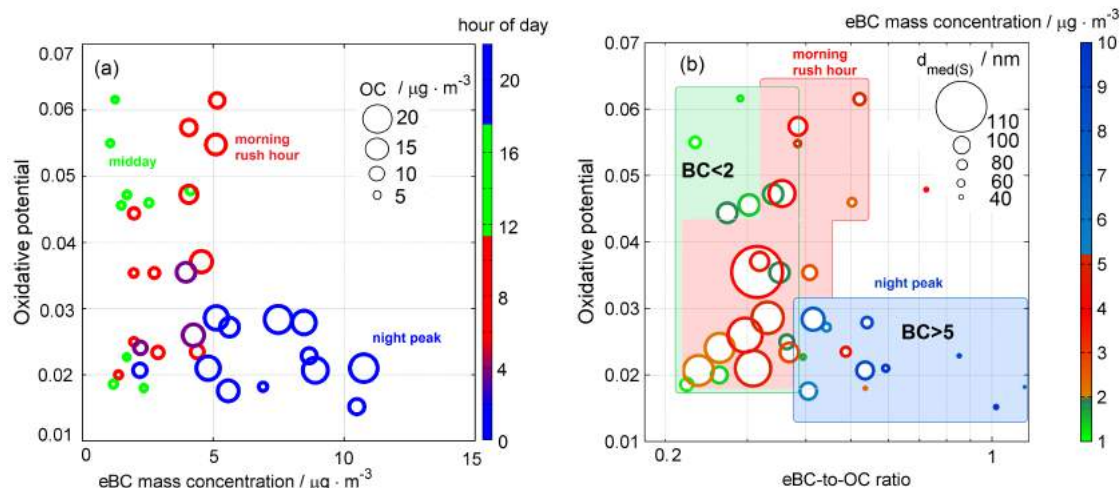 hour of day
0.07
0.06
0.05
0.04
0.03
0.02
0.01
Oxidative potential
(a)
OC / μg · m⁻³
20
15
10
5
morning
rush hour
midday
night peak
0
5
10
15
eBC mass concentration / μg · m⁻³
20
16
12
8
4
0
eBC mass concentration / μg · m⁻³
0.07
0.06
0.05
0.04
0.03
0.02
0.01
Oxidative potential
(b)
morning
rush hour
d med(S) / nm
110
100
80
60
40
BC<2
night peak
BC>5
0.2
1
eBC-to-OC ratio
10
9
8
7
6
5
4
3
2
1